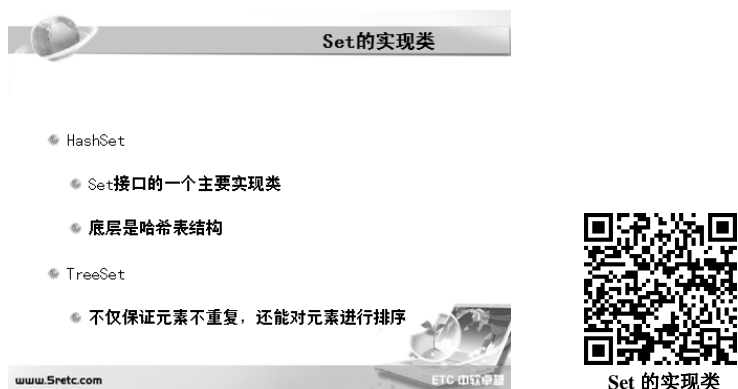 Set的实现类
HashSet
Set接口的一个主要实现类
底层是哈希表结构
TreeSet
不仅保证元素不重复，还能对元素进行排序
www.5retc.com
ETC 中软卓越
Set 的实现类